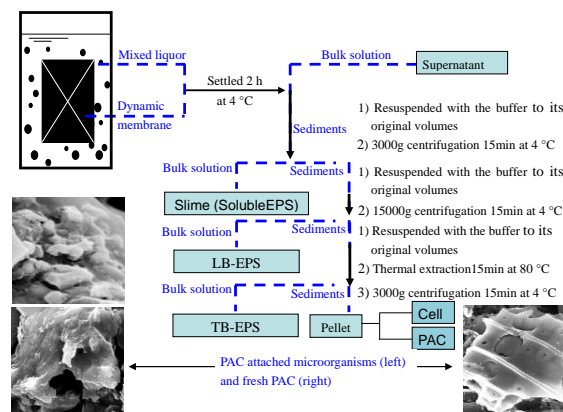 Mixed liquor
Bulk solution
Supernatant
Settled 2 h
at 4 °C
Dynamic
membrane
Sediments
1) Resuspended with the buffer to its
original volumes
2) 3000g centrifugation 15min at 4 °C
Bulk solution
Sediments
1) Resuspended with the buffer to its
original volumes
2) 15000g centrifugation 15min at 4 °C
Slime (SolubleEPS)
Bulk solution
Sediments
1) Resuspended with the buffer to its
original volumes
2) Thermal extraction15min at 80 °C
3) 3000g centrifugation 15min at 4 °C
LB-EPS
Bulk solution
Sediments
TB-EPS
Pellet
Cell
PAC
PAC attached microorganisms (left)
and fresh PAC (right)